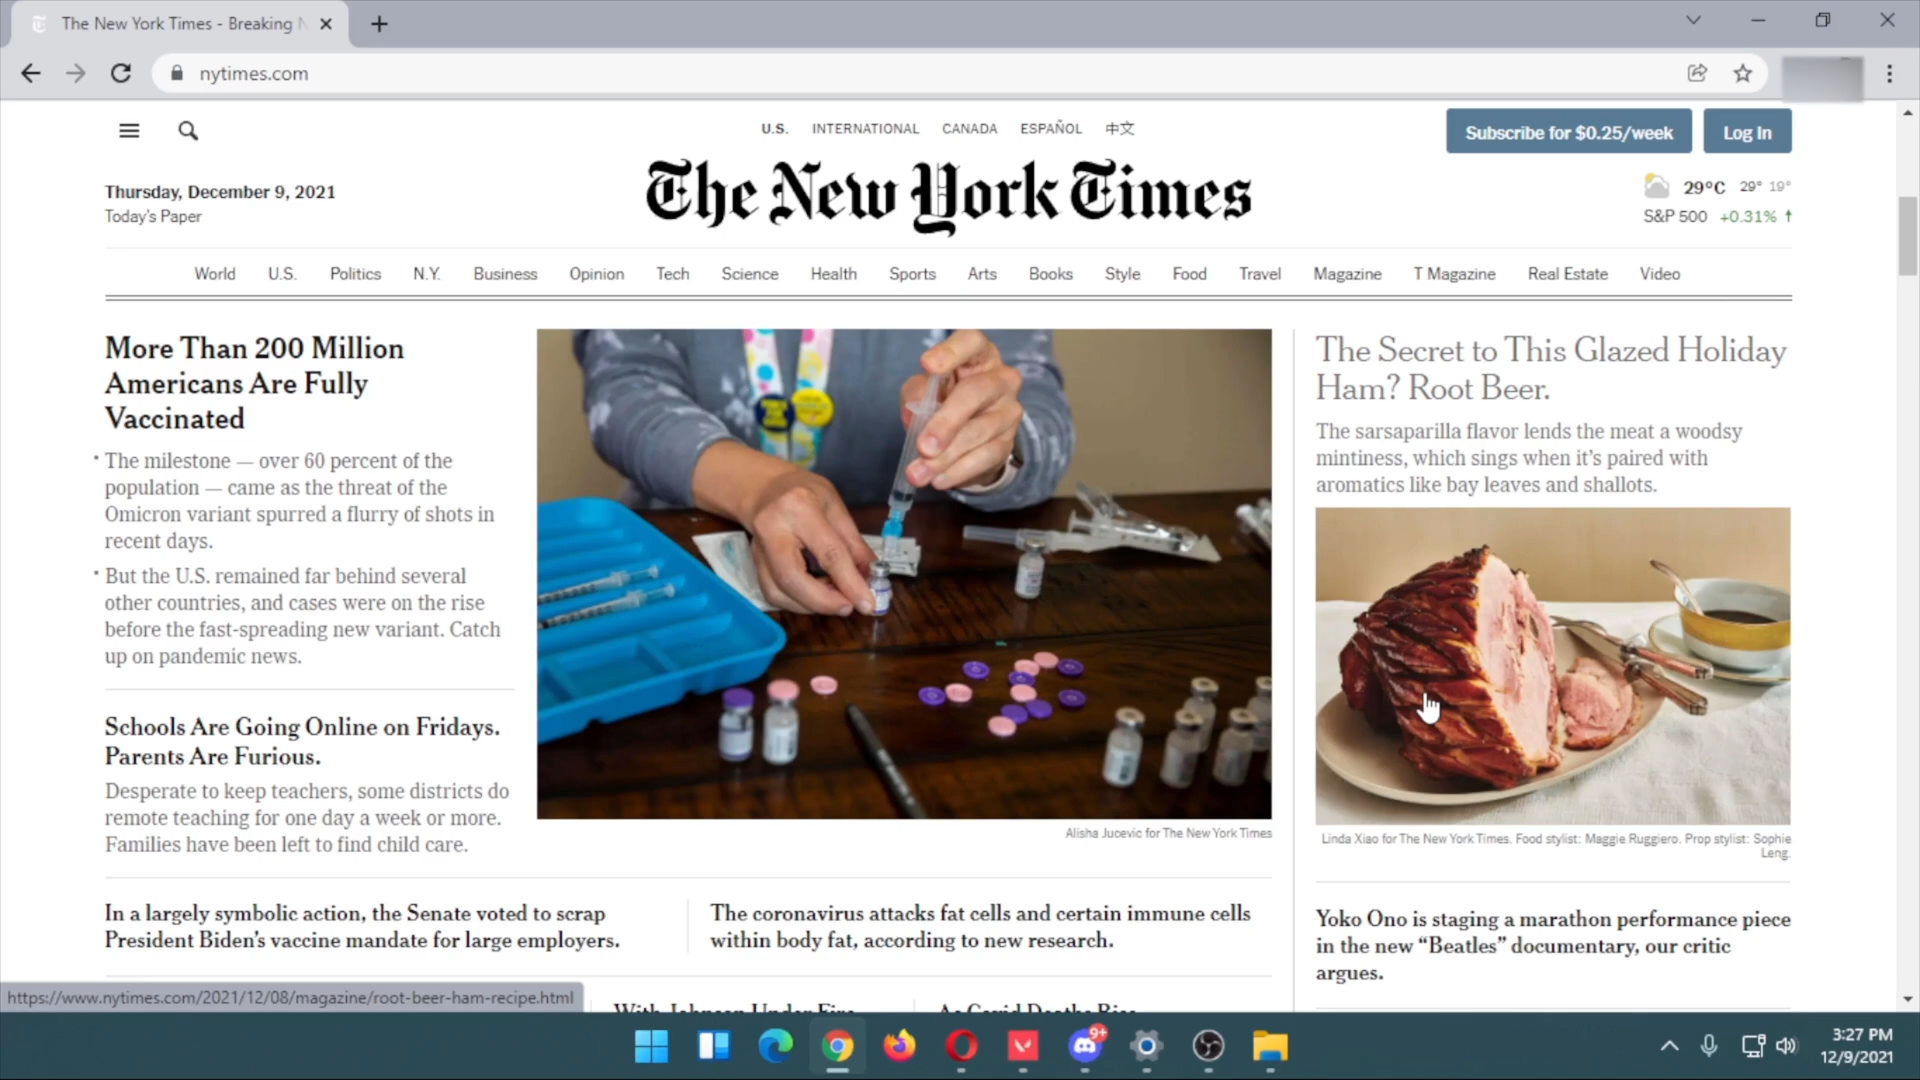 The New York Times - Breaking N
nytimes.com
U.S. INTERNATIONAL CANADA ESPAÑOL 中文
Subscribe for $0.25/week Log In
Thursday, December 9, 2021
Today's Paper
The New York Times
29°C 29° 19°
S&P 500 +0.31% ↑
World U.S. Politics N.Y. Business Opinion Tech Science Health Sports Arts Books Style Food Travel Magazine T Magazine Real Estate Video
More Than 200 Million
Americans Are Fully
Vaccinated
• The milestone — over 60 percent of the
population — came as the threat of the
Omicron variant spurred a flurry of shots in
recent days.
• But the U.S. remained far behind several
other countries, and cases were on the rise
before the fast-spreading new variant. Catch
up on pandemic news.
Schools Are Going Online on Fridays.
Parents Are Furious.
Desperate to keep teachers, some districts do
remote teaching for one day a week or more.
Families have been left to find child care.
Alisha Jucevic for The New York Times
The Secret to This Glazed Holiday
Ham? Root Beer.
The sarsaparilla flavor lends the meat a woodsy
mintiness, which sings when it's paired with
aromatics like bay leaves and shallots.
Linda Xiao for The New York Times. Food stylist: Maggie Ruggiero. Prop stylist: Sophie
Leng.
In a largely symbolic action, the Senate voted to scrap
President Biden's vaccine mandate for large employers.
The coronavirus attacks fat cells and certain immune cells
within body fat, according to new research.
Yoko Ono is staging a marathon performance piece
in the new “Beatles” documentary, our critic
argues.
With Johnson Under Fire
As Covid Deaths Rise
https://www.nytimes.com/2021/12/08/magazine/root-beer-ham-recipe.html
9+
3:27 PM
12/9/2021